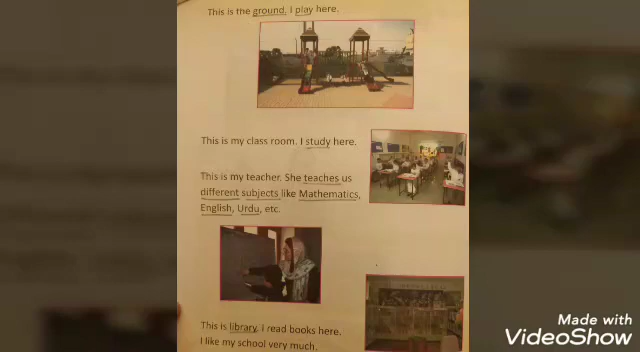 This is the ground, I play here.
This is my class room. I study here.
This is my teacher. She teaches us
different subjects like Mathematics,
English, Urdu, etc.
This is library, I read books here.
I like my school very much.
Made with
VideoShow